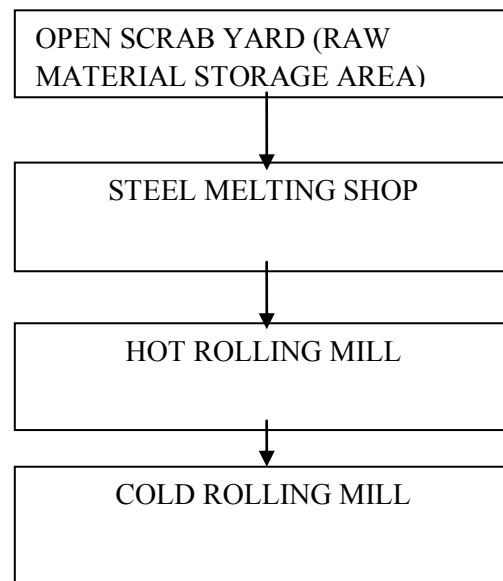 OPEN SCRAB YARD (RAW
MATERIAL STORAGE AREA)
STEEL MELTING SHOP
HOT ROLLING MILL
COLD ROLLING MILL